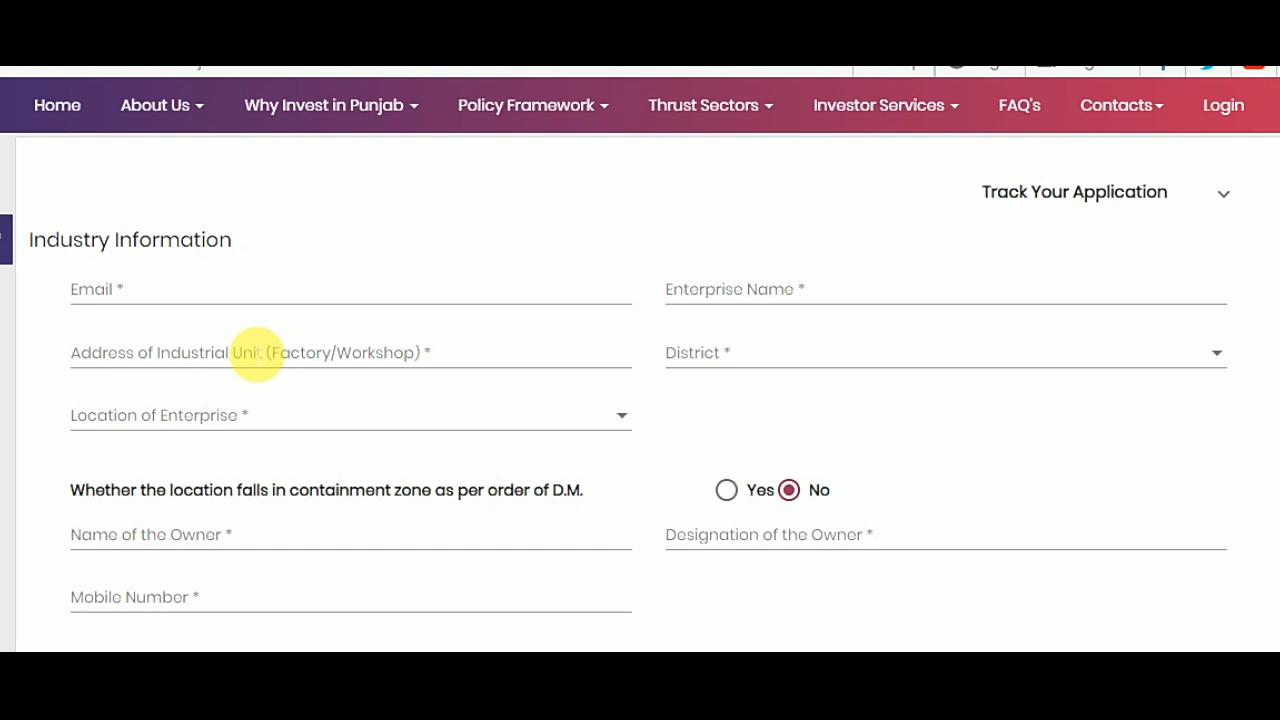 Home About Us Why Invest in Punjab Policy Framework Thrust Sectors Investor Services FAQ's Contacts Login
Track Your Application
Industry Information
Email * Enterprise Name *
Address of Industrial Unit (Factory/Workshop) * District *
Location of Enterprise *
Whether the location falls in containment zone as per order of D.M. Yes No
Name of the Owner * Designation of the Owner *
Mobile Number *